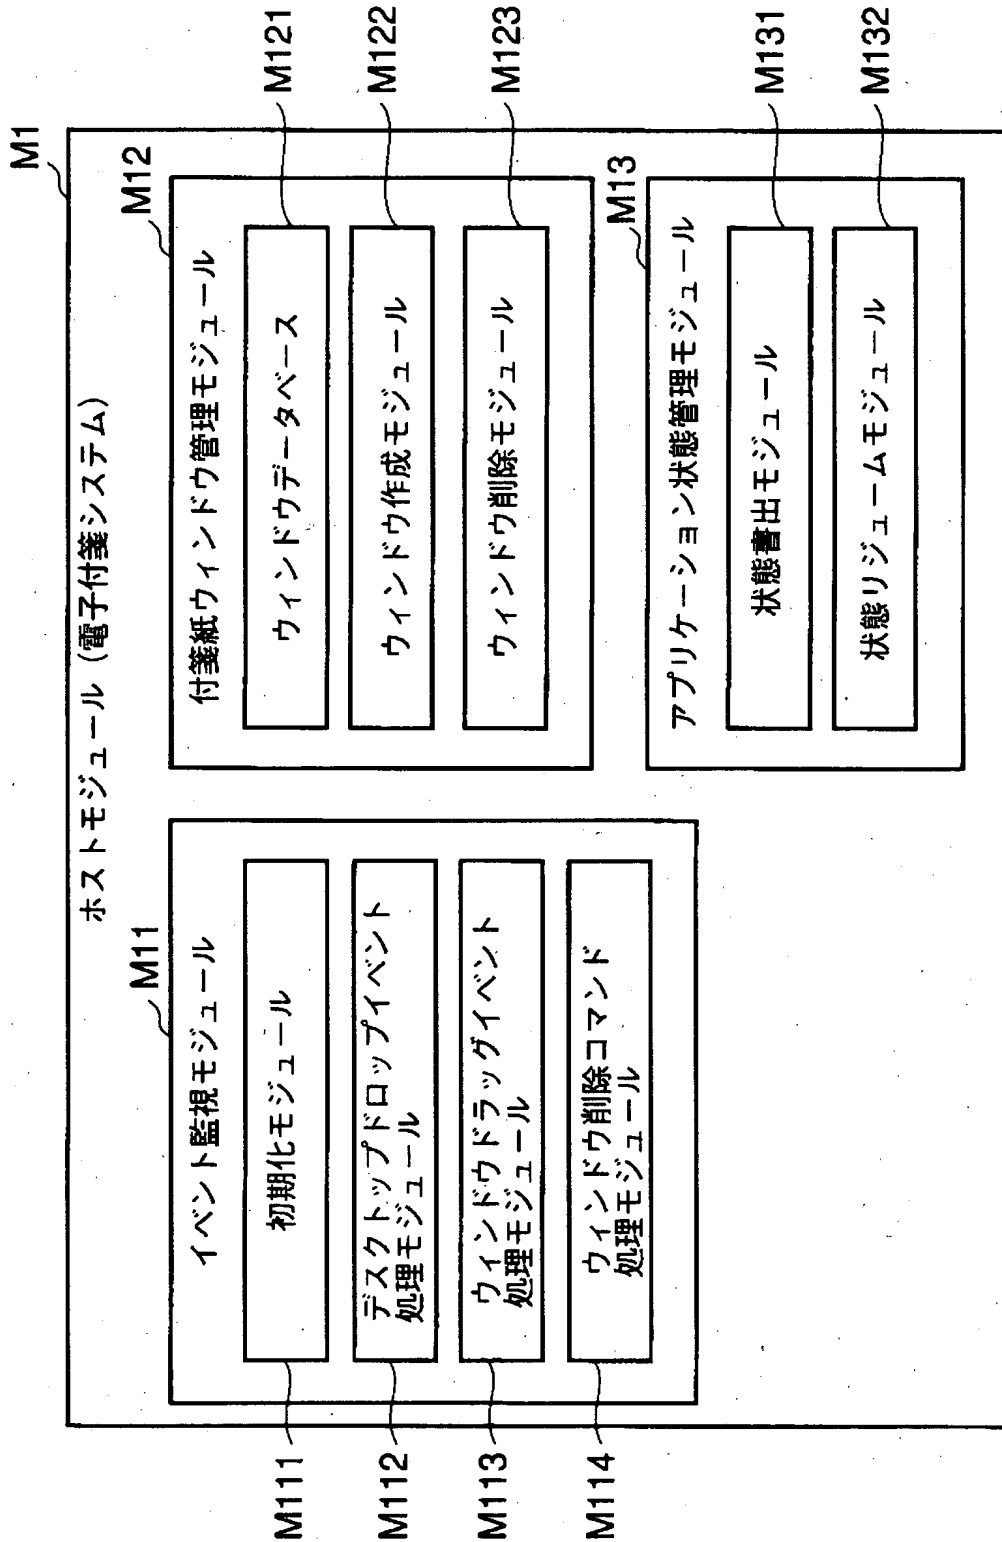 M1
ホストモジュール (電子付箋システム)
M11
イベント監視モジュール
M111
初期化モジュール
M112
デスクトップドロップイベント
処理モジュール
M113
ウィンドウドラッグイベント
処理モジュール
M114
ウィンドウ削除コマンド
処理モジュール
M12
付箋紙ウィンドウ管理モジュール
ウィンドウデータベース
M121
ウィンドウ作成モジュール
M122
ウィンドウ削除モジュール
M123
M13
アプリケーション状態管理モジュール
状態書出モジュール
M131
状態リジュームモジュール
M132